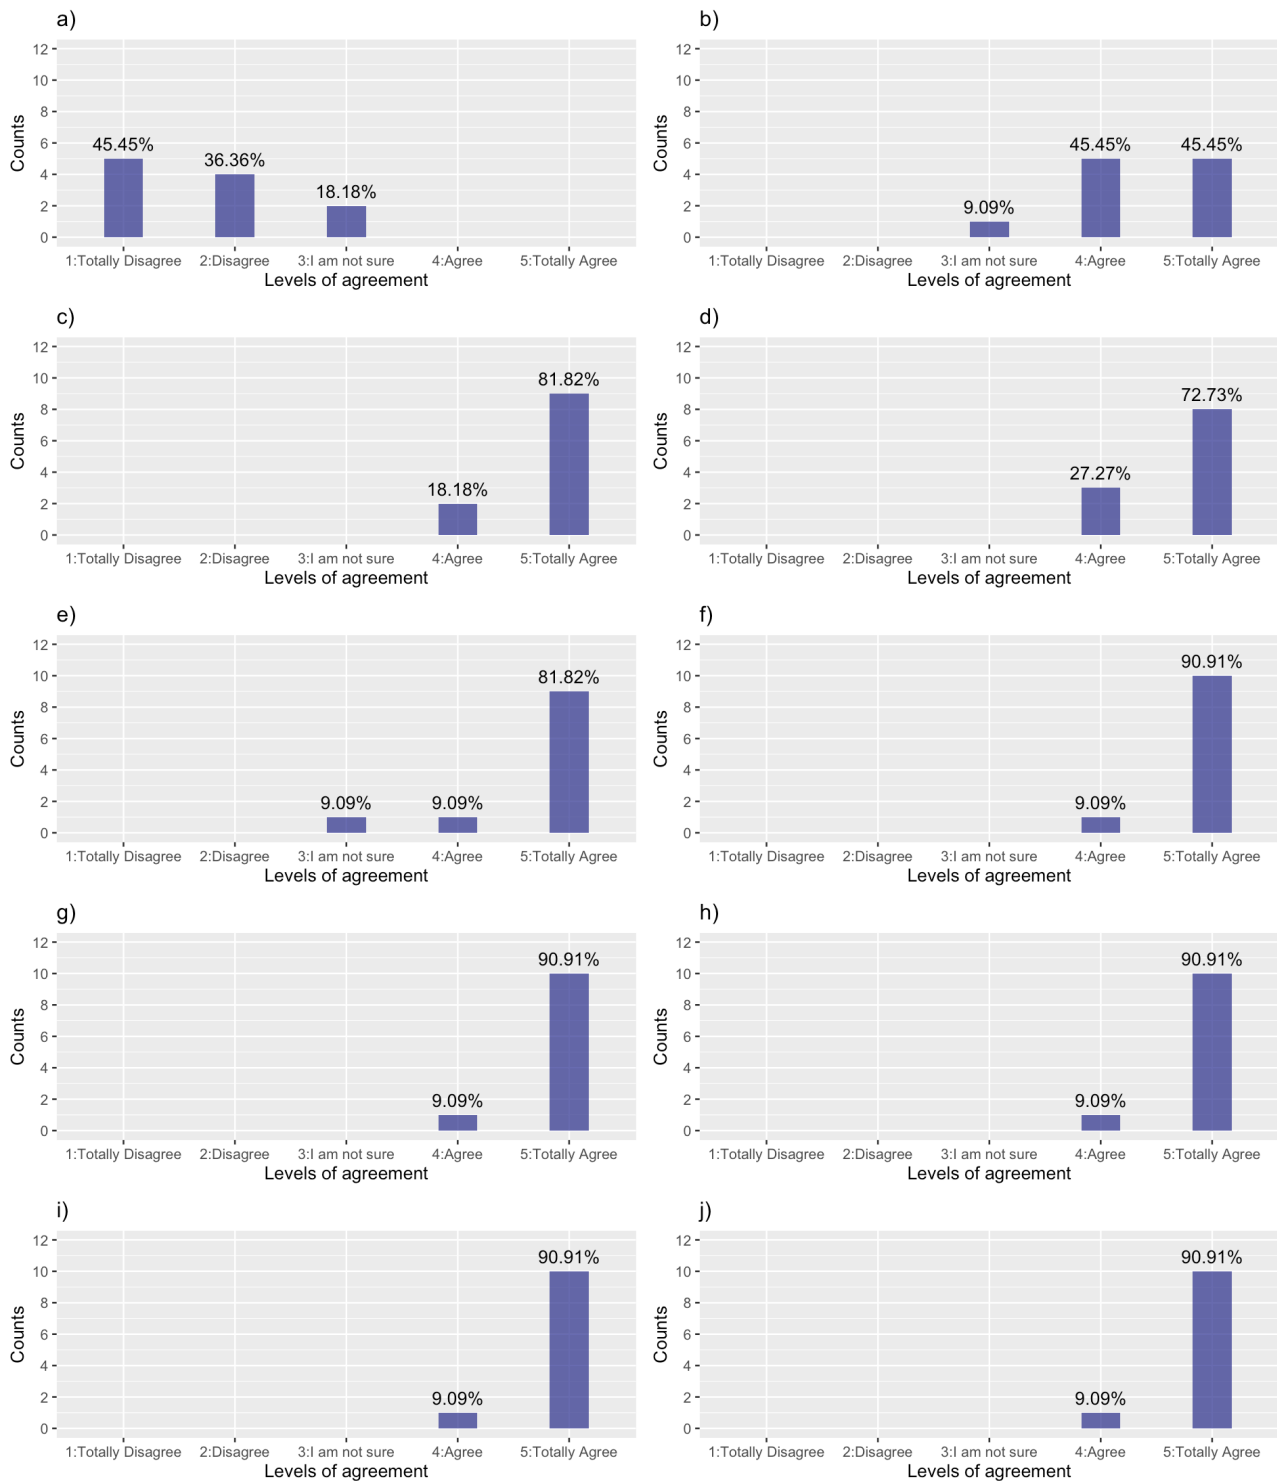 a)
12
10
8
6
4
2
0
Counts
45.45%
36.36%
18.18%
1:Totally Disagree 2:Disagree 3:I am not sure 4:Agree 5:Totally Agree
Levels of agreement
b)
12
10
8
6
4
2
0
Counts
9.09%
45.45%
45.45%
1:Totally Disagree 2:Disagree 3:I am not sure 4:Agree 5:Totally Agree
Levels of agreement
c)
12
10
8
6
4
2
0
Counts
18.18%
81.82%
1:Totally Disagree 2:Disagree 3:I am not sure 4:Agree 5:Totally Agree
Levels of agreement
d)
12
10
8
6
4
2
0
Counts
27.27%
72.73%
1:Totally Disagree 2:Disagree 3:I am not sure 4:Agree 5:Totally Agree
Levels of agreement
e)
12
10
8
6
4
2
0
Counts
9.09%
9.09%
81.82%
1:Totally Disagree 2:Disagree 3:I am not sure 4:Agree 5:Totally Agree
Levels of agreement
f)
12
10
8
6
4
2
0
Counts
9.09%
90.91%
1:Totally Disagree 2:Disagree 3:I am not sure 4:Agree 5:Totally Agree
Levels of agreement
g)
12
10
8
6
4
2
0
Counts
9.09%
90.91%
1:Totally Disagree 2:Disagree 3:I am not sure 4:Agree 5:Totally Agree
Levels of agreement
h)
12
10
8
6
4
2
0
Counts
9.09%
90.91%
1:Totally Disagree 2:Disagree 3:I am not sure 4:Agree 5:Totally Agree
Levels of agreement
i)
12
10
8
6
4
2
0
Counts
9.09%
90.91%
1:Totally Disagree 2:Disagree 3:I am not sure 4:Agree 5:Totally Agree
Levels of agreement
j)
12
10
8
6
4
2
0
Counts
9.09%
90.91%
1:Totally Disagree 2:Disagree 3:I am not sure 4:Agree 5:Totally Agree
Levels of agreement